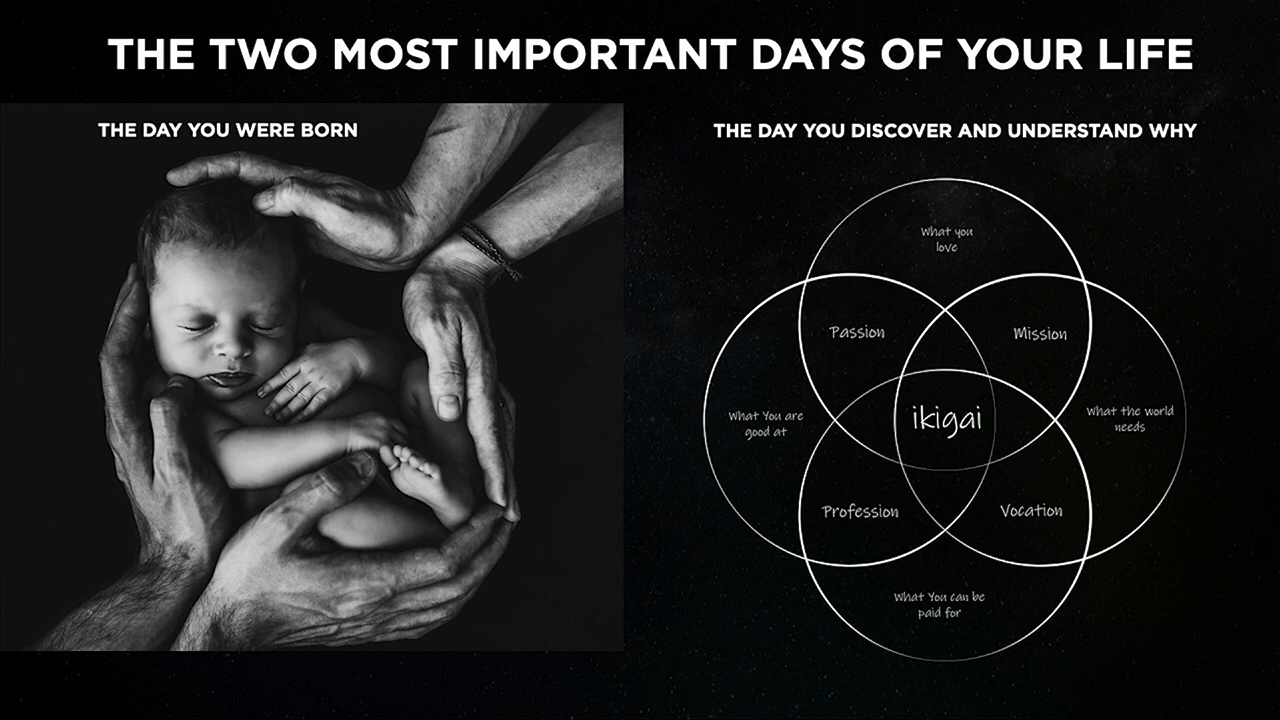 THE TWO MOST IMPORTANT DAYS OF YOUR LIFE
THE DAY YOU WERE BORN
THE DAY YOU DISCOVER AND UNDERSTAND WHY
What you
love
Passion
Mission
What You are
good at
ikigai
What the world
needs
Profession
Vocation
What You can be
paid for